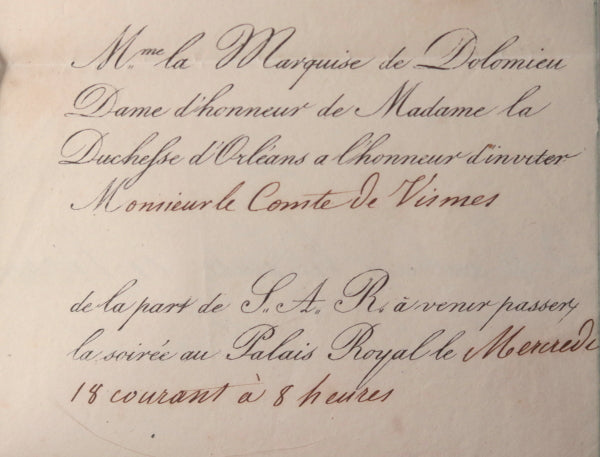 M.me la Marquise de Dolomieu
Dame d'honneur de Madame la
Duchesse d'Orléans a l'honneur d'inviter
Monsieur le Comte de Vismes
de la part de S.. A.. R. à venir passer
la soirée au Palais Royal le Mercredi
18 courant à 8 heures